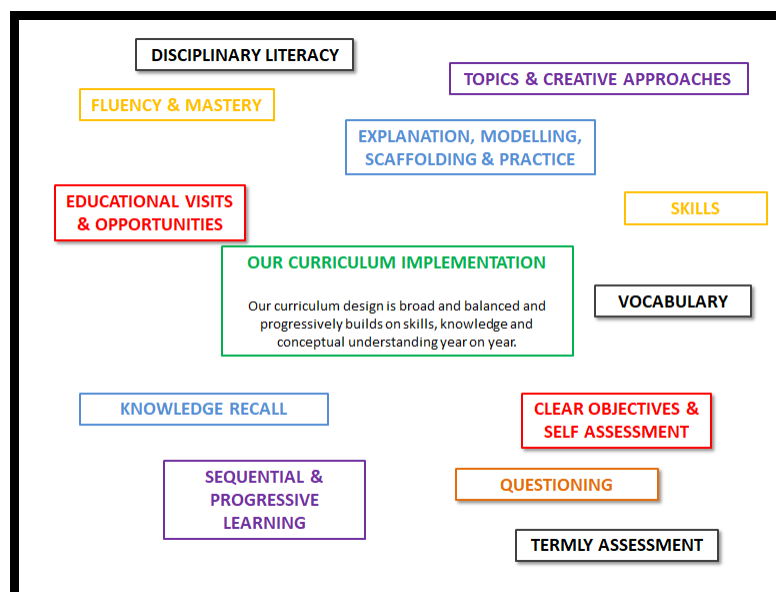 DISCIPLINARY LITERACY
TOPICS & CREATIVE APPROACHES
FLUENCY & MASTERY
EXPLANATION, MODELLING,
SCAFFOLDING & PRACTICE
EDUCATIONAL VISITS
& OPPORTUNITIES
SKILLS
OUR CURRICULUM IMPLEMENTATION
Our curriculum design is broad and balanced and
progressively builds on skills, knowledge and
conceptual understanding year on year.
VOCABULARY
KNOWLEDGE RECALL
CLEAR OBJECTIVES &
SELF ASSESSMENT
SEQUENTIAL &
PROGRESSIVE
LEARNING
QUESTIONING
TERMLY ASSESSMENT